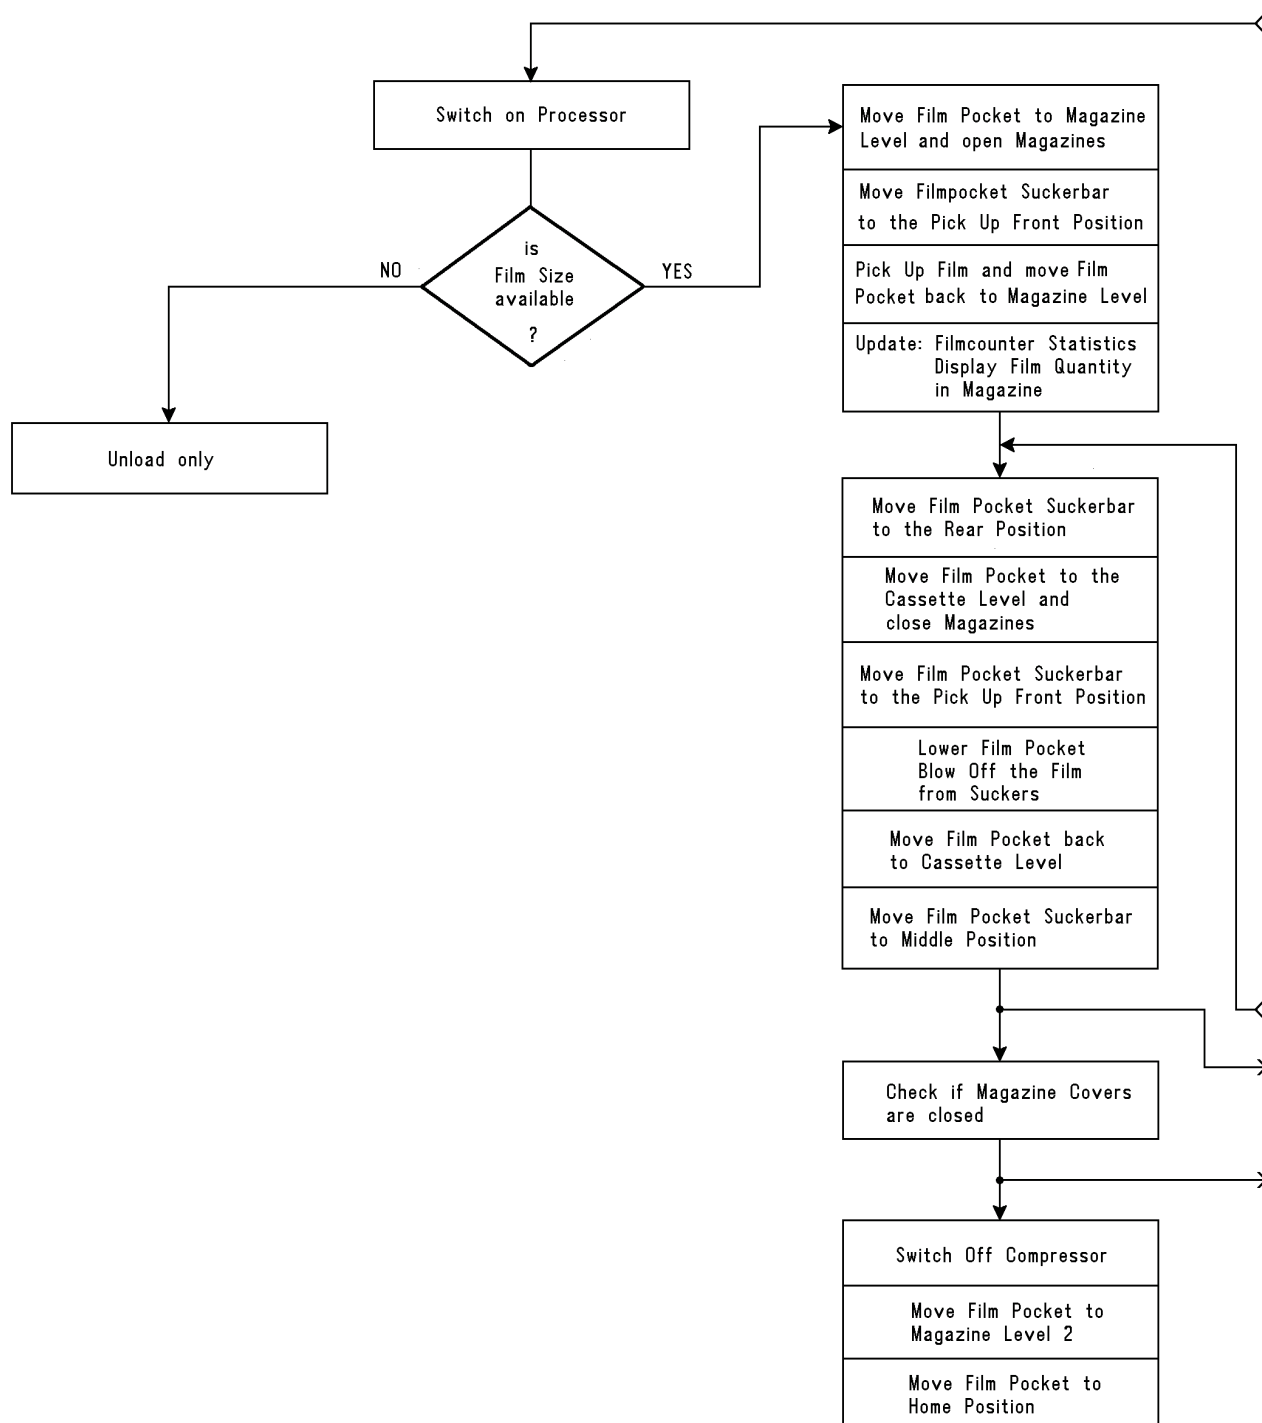 Switch on Processor
is
Film Size
available
?
NO
YES
Unload only
Move Film Pocket to Magazine
Level and open Magazines
Move Filmpocket Suckerbar
to the Pick Up Front Position
Pick Up Film and move Film
Pocket back to Magazine Level
Update: Filmcounter Statistics
Display Film Quantity
in Magazine
Move Film Pocket Suckerbar
to the Rear Position
Move Film Pocket to the
Cassette Level and
close Magazines
Move Film Pocket Suckerbar
to the Pick Up Front Position
Lower Film Pocket
Blow Off the Film
from Suckers
Move Film Pocket back
to Cassette Level
Move Film Pocket Suckerbar
to Middle Position
Check if Magazine Covers
are closed
Switch Off Compressor
Move Film Pocket to
Magazine Level 2
Move Film Pocket to
Home Position